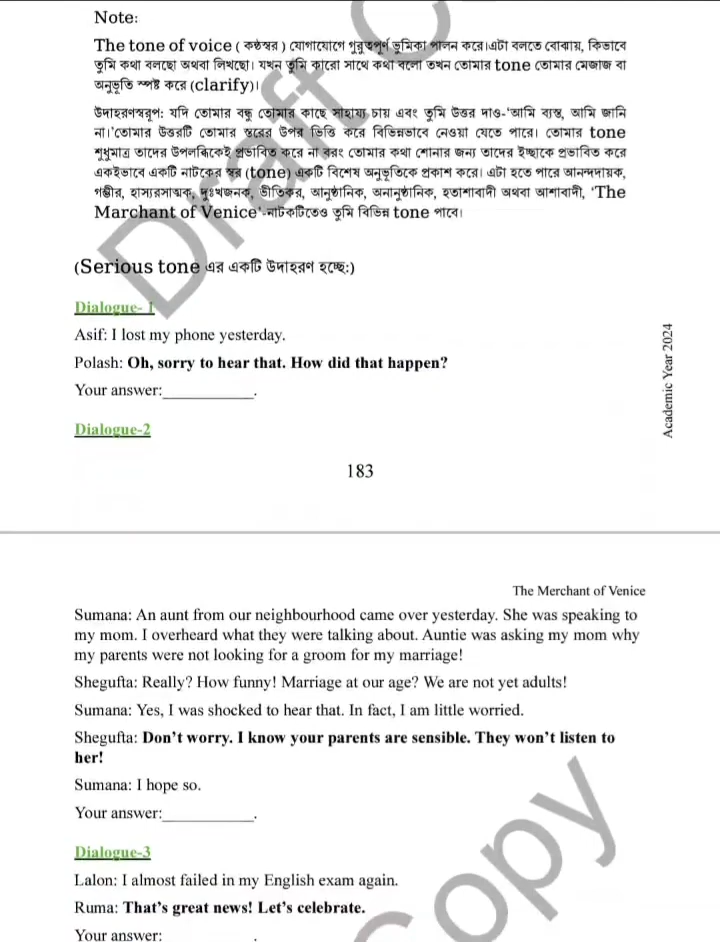 Note:
The tone of voice ( কণ্ঠস্বর ) যোগাযোগে গুরুত্বপূর্ণ ভূমিকা পালন করে।এটা বলতে বোঝায়, কিভাবে
তুমি কথা বলছো অথবা লিখছো। যখন তুমি কারো সাথে কথা বলো তখন তোমার tone তোমার মেজাজ বা
অনুভূতি স্পষ্ট করে (clarify)।
উদাহরণস্বরূপ: যদি তোমার বন্ধু তোমার কাছে সাহায্য চায় এবং তুমি উত্তর দাও-'আমি ব্যস্ত, আমি জানি
না।'তোমার উত্তরটি তোমার স্বরের উপর ভিত্তি করে বিভিন্নভাবে নেওয়া যেতে পারে। তোমার tone
শুধুমাত্র তাদের উপলব্ধিকেই প্রভাবিত করে না বরং তোমার কথা শোনার জন্য তাদের ইচ্ছাকে প্রভাবিত করে
একইভাবে একটি নাটকের স্বর (tone) একটি বিশেষ অনুভূতিকে প্রকাশ করে। এটা হতে পারে আনন্দদায়ক,
গম্ভীর, হাস্যরসাত্মক, দুঃখজনক, ভীতিকর, আনুষ্ঠানিক, অনানুষ্ঠানিক, হতাশাবাদী অথবা আশাবাদী, 'The
Marchant of Venice'-নাটকটিতেও তুমি বিভিন্ন tone পাবে।
(Serious tone এর একটি উদাহরণ হচ্ছে:)
Dialogue- 1
Asif: I lost my phone yesterday.
Polash: Oh, sorry to hear that. How did that happen?
Your answer:___________.
Dialogue-2
Academic Year 2024
183
The Merchant of Venice
Sumana: An aunt from our neighbourhood came over yesterday. She was speaking to
my mom. I overheard what they were talking about. Auntie was asking my mom why
my parents were not looking for a groom for my marriage!
Shegufta: Really? How funny! Marriage at our age? We are not yet adults!
Sumana: Yes, I was shocked to hear that. In fact, I am little worried.
Shegufta: Don't worry. I know your parents are sensible. They won't listen to
her!
Sumana: I hope so.
Your answer:___________.
Dialogue-3
Lalon: I almost failed in my English exam again.
Ruma: That's great news! Let's celebrate.
Your answer:___________.
Draft Copy